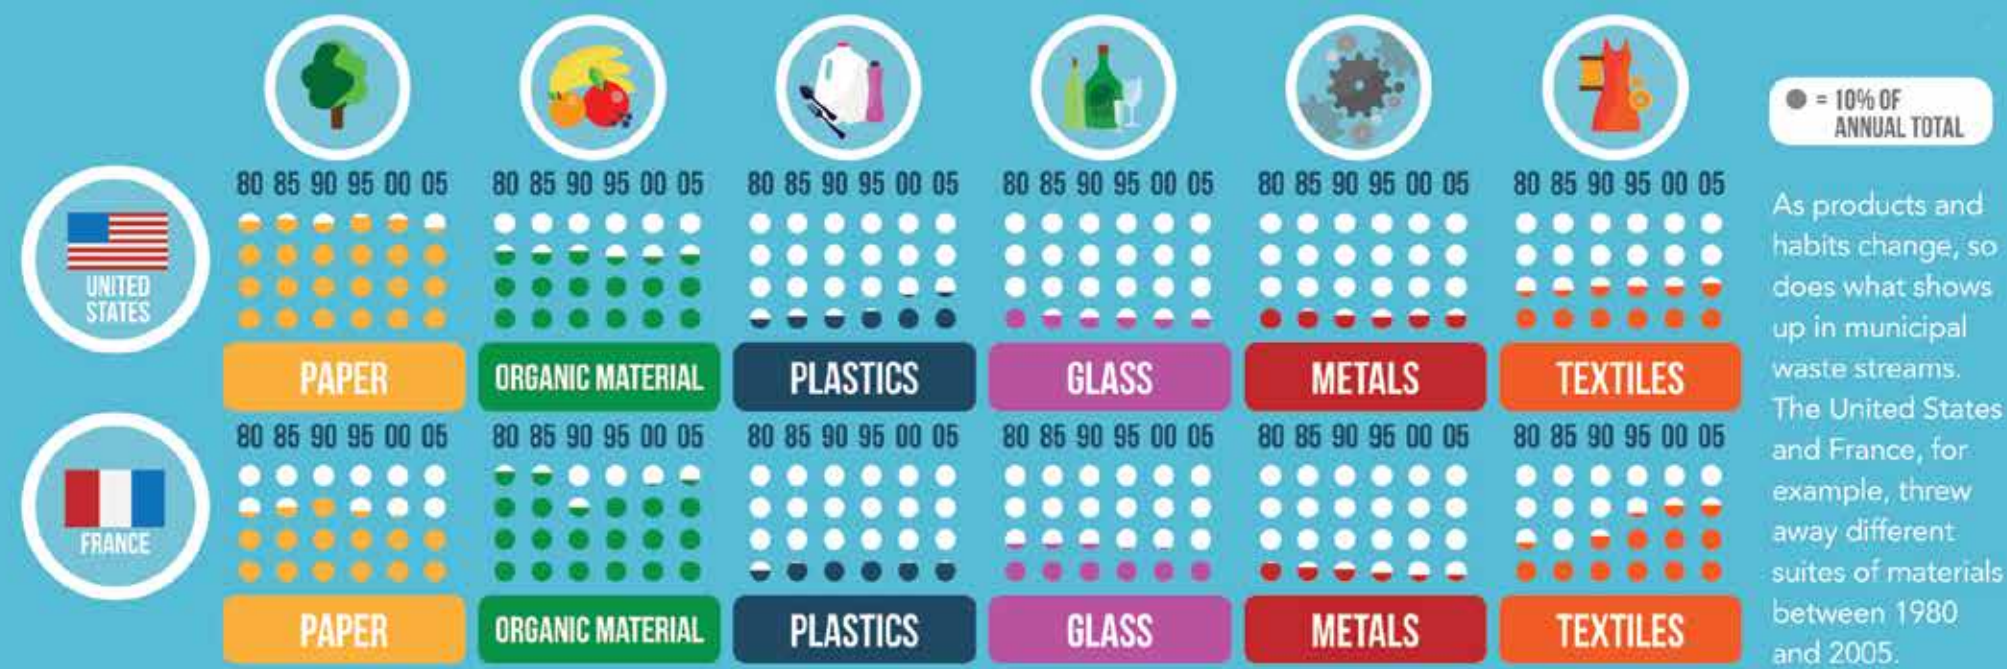 = 10% OF
ANNUAL TOTAL
80 85 90 95 00 05
80 85 90 95 00 05
80 85 90 95 00 05
80 85 90 95 00 05
80 85 90 95 00 05
80 85 90 95 00 05
UNITED
STATES
PAPER
ORGANIC MATERIAL
PLASTICS
GLASS
METALS
TEXTILES
80 85 90 95 00 05
80 85 90 95 00 05
80 85 90 95 00 05
80 85 90 95 00 05
80 85 90 95 00 05
80 85 90 95 00 05
FRANCE
PAPER
ORGANIC MATERIAL
PLASTICS
GLASS
METALS
TEXTILES
As products and
habits change, so
does what shows
up in municipal
waste streams.
The United States
and France, for
example, threw
away different
suites of materials
between 1980
and 2005.